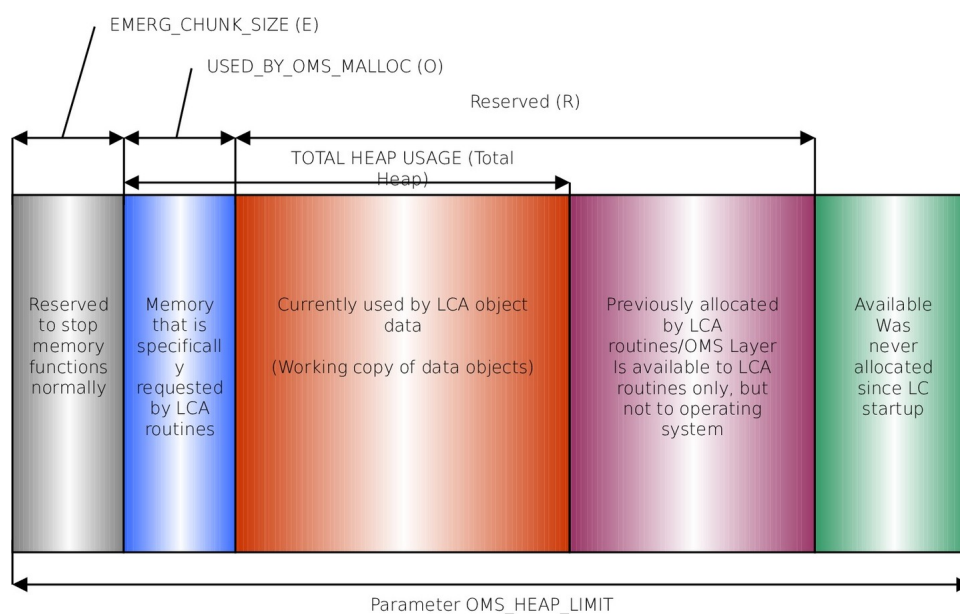 EMERG_CHUNK_SIZE (E)
USED_BY_OMS_MALLOC (O)
Reserved (R)
TOTAL HEAP USAGE (Total
Heap)
Reserved
to stop
memory
functions
normally
Memory
that is
specificall
y
requested
by LCA
routines
Currently used by LCA object
data
(Working copy of data objects)
Previously allocated
by LCA
routines/OMS Layer
Is available to LCA
routines only, but
not to operating
system
Available
Was
never
allocated
since LC
startup
Parameter OMS_HEAP_LIMIT